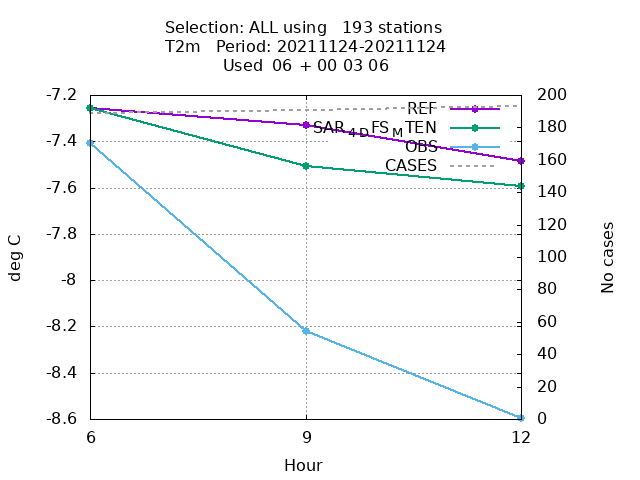 Selection: ALL using   193 stations
T2m   Period: 20211124-20211124
Used  06 + 00 03 06
-7.2
-7.4
-7.6
-7.8
-8
-8.2
-8.4
-8.6
deg C
6
9
12
Hour
200
180
160
140
120
100
80
60
40
20
0
No cases
REF
SAR4DFSMTEN
OBS
CASES